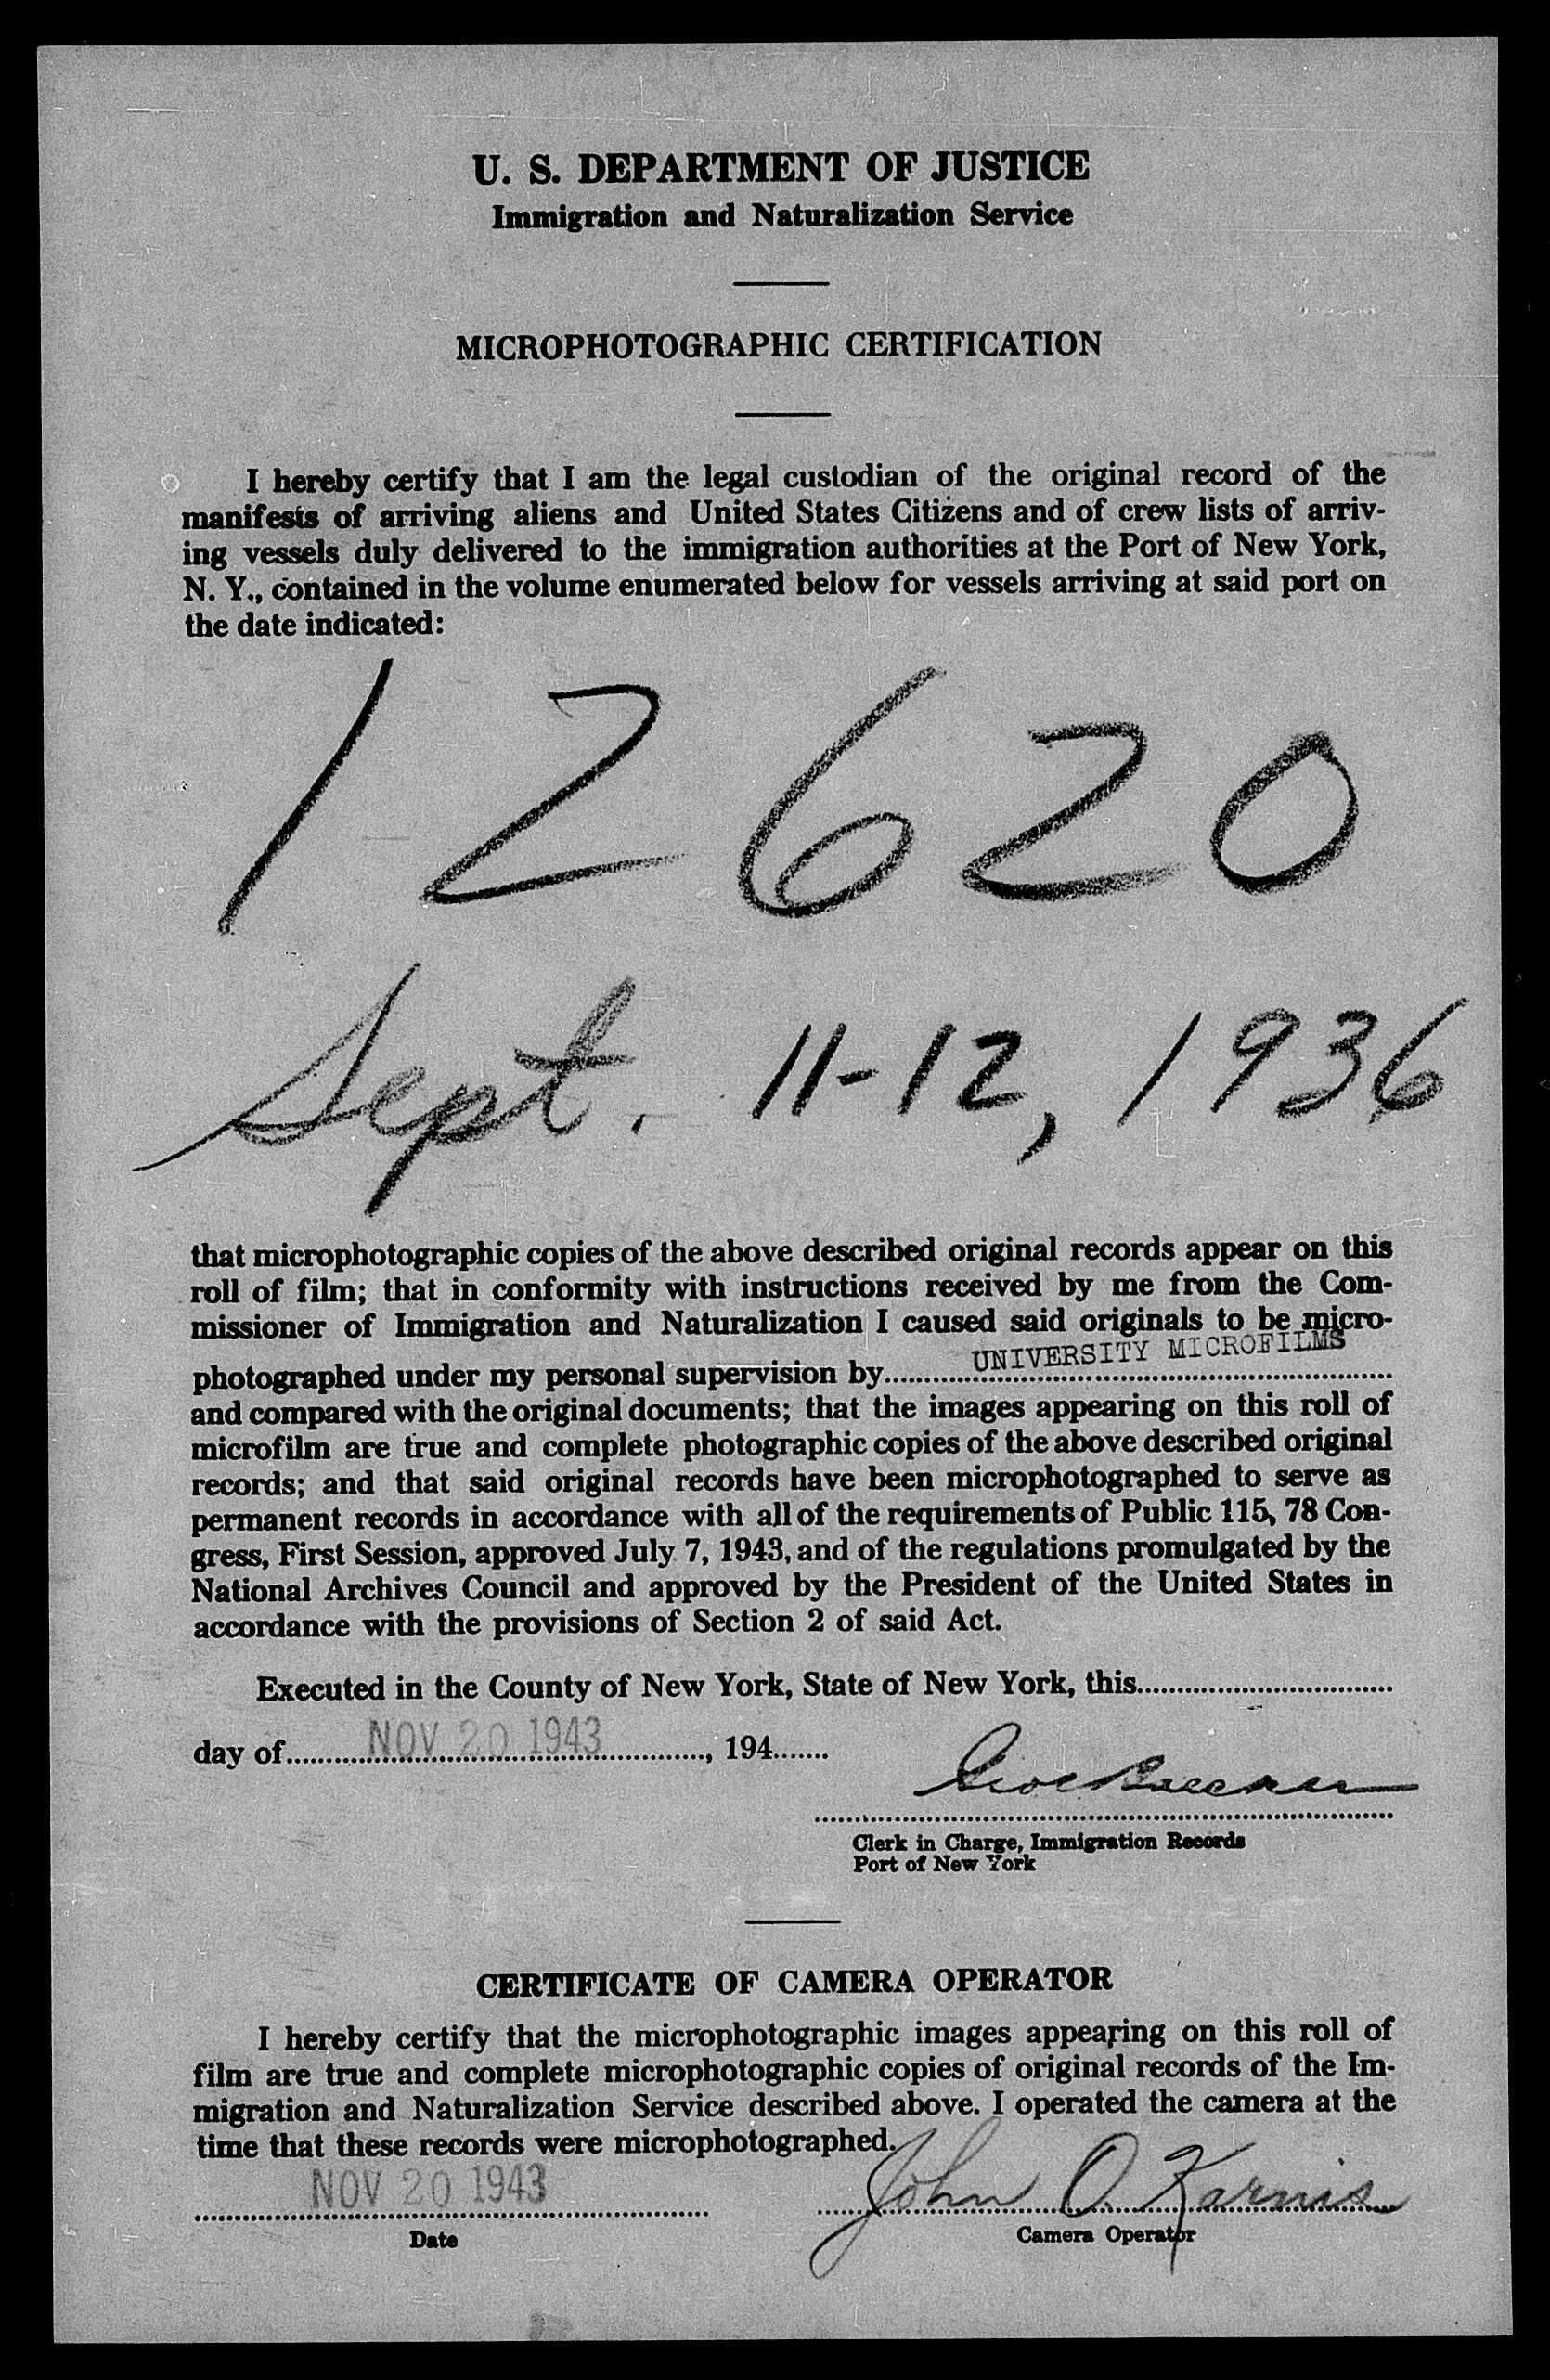 U. S. DEPARTMENT OF JUSTICE
Immigration and Naturalization Service
MICROPHOTOGRAPHIC CERTIFICATION
I hereby certify that I am the legal custodian of the original record of the
manifests of arriving aliens and United States Citizens and of crew lists of arriv-
ing vessels duly delivered to the immigration authorities at the Port of New York,
N. Y., contained in the volume enumerated below for vessels arriving at said port on
the date indicated:
12620
Sept. 11-12, 1936
that microphotographic copies of the above described original records appear on this
roll of film; that in conformity with instructions received by me from the Com-
missioner of Immigration and Naturalization I caused said originals to be micro-
photographed under my personal supervision by UNIVERSITY MICROFILMS
and compared with the original documents; that the images appearing on this roll of
microfilm are true and complete photographic copies of the above described original
records; and that said original records have been microphotographed to serve as
permanent records in accordance with all of the requirements of Public 115, 78 Con-
gress, First Session, approved July 7, 1943, and of the regulations promulgated by the
National Archives Council and approved by the President of the United States in
accordance with the provisions of Section 2 of said Act.
Executed in the County of New York, State of New York, this
day of NOV 20 1943, 194
Clerk in Charge, Immigration Records
Port of New York
CERTIFICATE OF CAMERA OPERATOR
I hereby certify that the microphotographic images appearing on this roll of
film are true and complete microphotographic copies of original records of the Im-
migration and Naturalization Service described above. I operated the camera at the
time that these records were microphotographed.
NOV 20 1943 John O. Karnis
Date Camera Operator